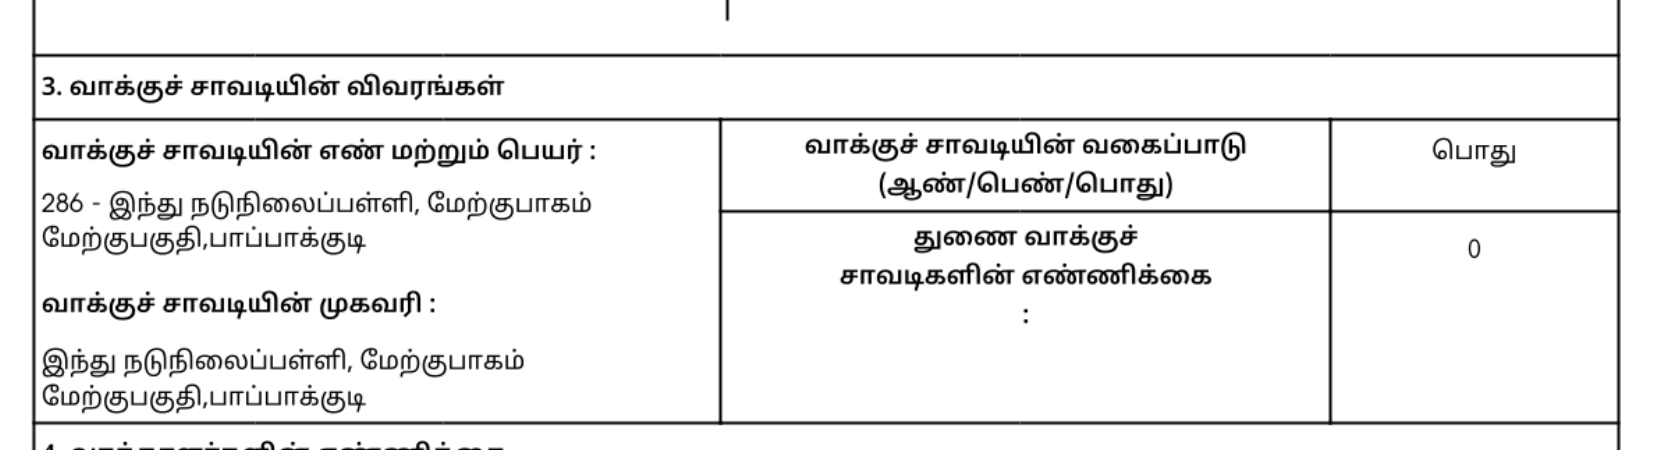 3. வாக்குச் சாவடியின் விவரங்கள்
வாக்குச் சாவடியின் எண் மற்றும் பெயர் :
286 - இந்து நடுநிலைப்பள்ளி, மேற்குபாகம்
மேற்குபகுதி,பாப்பாக்குடி
வாக்குச் சாவடியின் முகவரி :
இந்து நடுநிலைப்பள்ளி, மேற்குபாகம்
மேற்குபகுதி,பாப்பாக்குடி
வாக்குச் சாவடியின் வகைப்பாடு
(ஆண்/பெண்/பொது)
பொது
துணை வாக்குச்
சாவடிகளின் எண்ணிக்கை
:
0